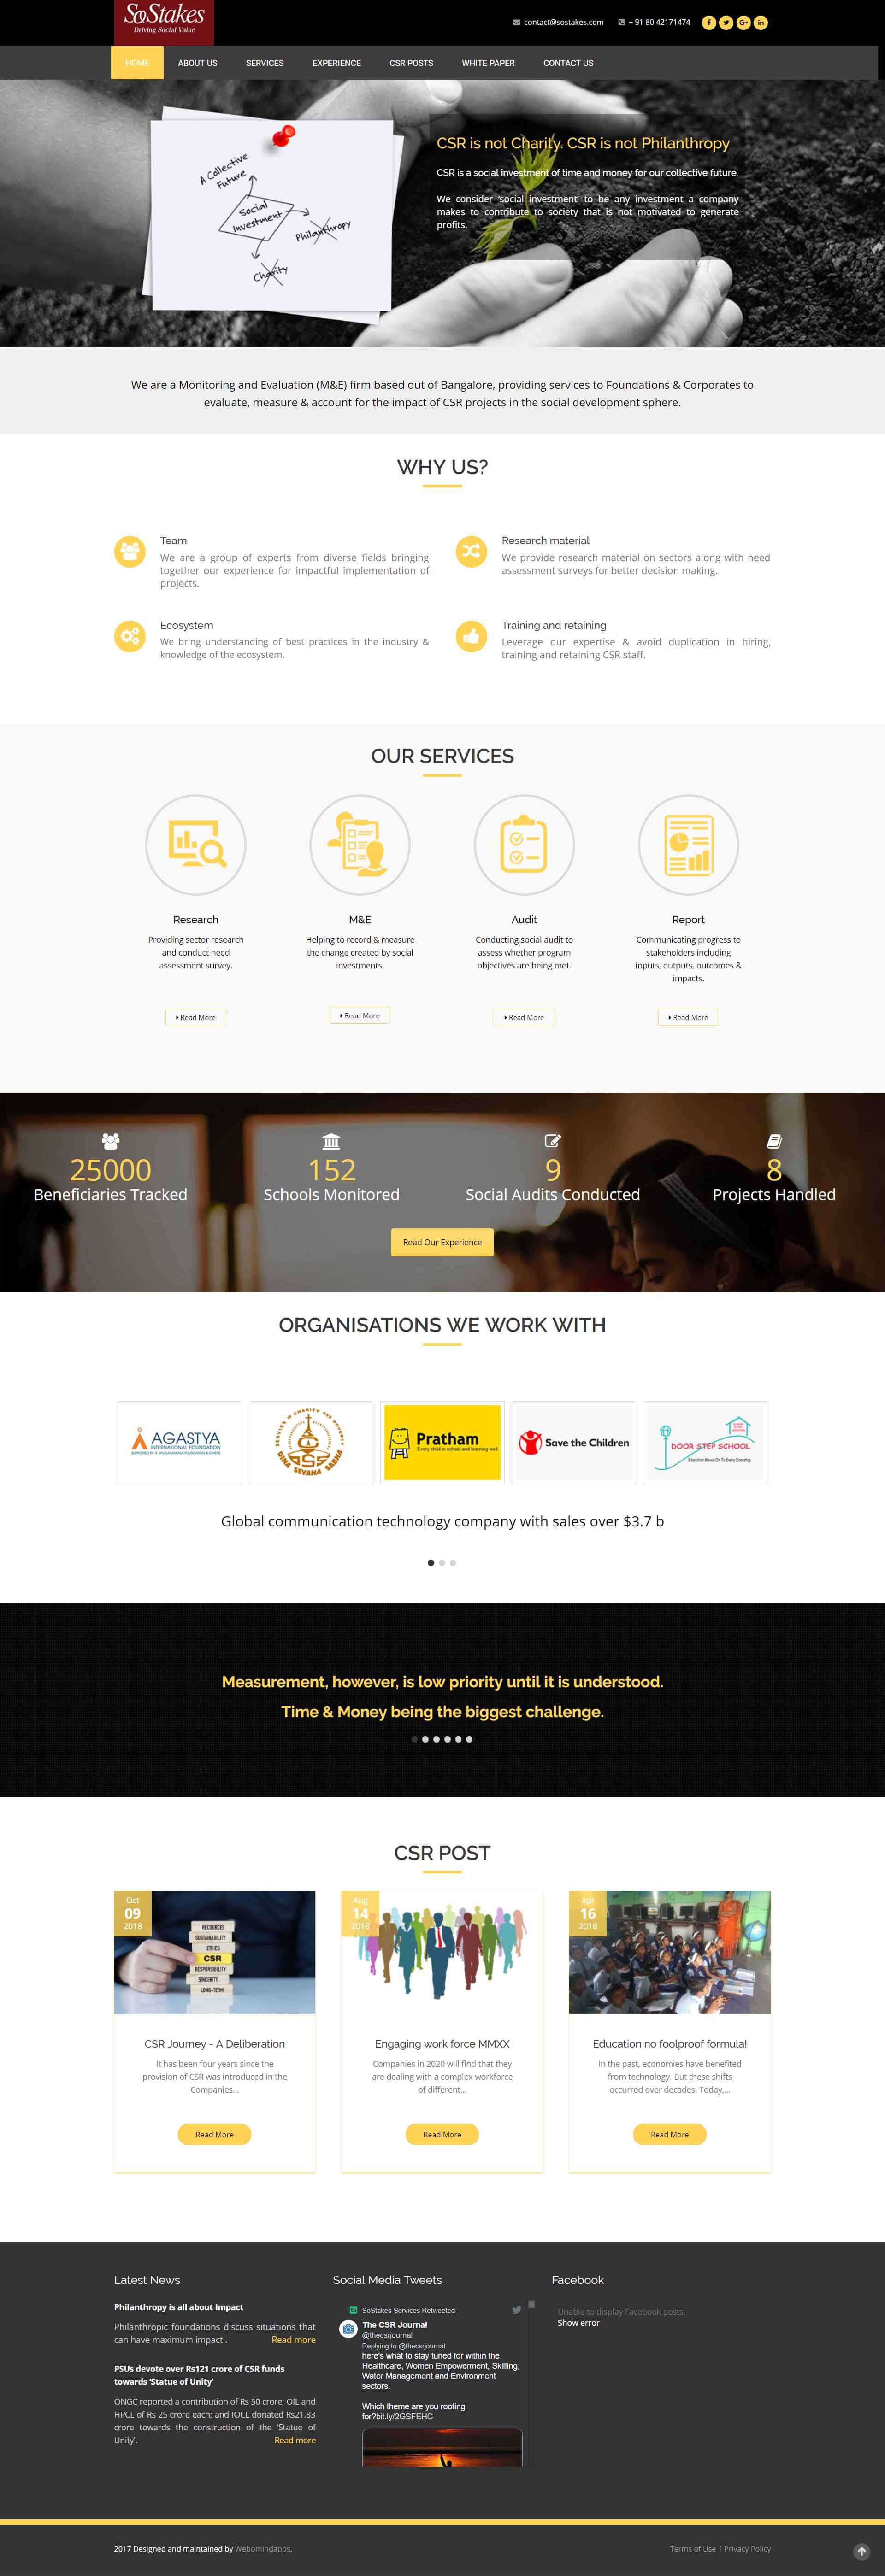 SoStakes
Driving Social Value
contact@sostakes.com
+ 91 80 42171474
HOME
ABOUT US
SERVICES
EXPERIENCE
CSR POSTS
WHITE PAPER
CONTACT US
A Collective
Future
Social
Investment
Philanthropy
Charity
CSR is not Charity. CSR is not Philanthropy
CSR is a social investment of time and money for our collective future.
We consider 'social investment' to be any investment a company
makes to contribute to society that is not motivated to generate
profits.
We are a Monitoring and Evaluation (M&E) firm based out of Bangalore, providing services to Foundations & Corporates to
evaluate, measure & account for the impact of CSR projects in the social development sphere.
WHY US?
Team
We are a group of experts from diverse fields bringing
together our experience for impactful implementation of
projects.
Research material
We provide research material on sectors along with need
assessment surveys for better decision making.
Ecosystem
We bring understanding of best practices in the industry &
knowledge of the ecosystem.
Training and retaining
Leverage our expertise & avoid duplication in hiring,
training and retaining CSR staff.
OUR SERVICES
Research
Providing sector research
and conduct need
assessment survey.
Read More
M&E
Helping to record & measure
the change created by social
investments.
Read More
Audit
Conducting social audit to
assess whether program
objectives are being met.
Read More
Report
Communicating progress to
stakeholders including
inputs, outputs, outcomes &
impacts.
Read More
25000
Beneficiaries Tracked
152
Schools Monitored
9
Social Audits Conducted
8
Projects Handled
Read Our Experience
ORGANISATIONS WE WORK WITH
AGASTYA
INTERNATIONAL FOUNDATION
SEVANA SABHA
Pratham
Every child in school and learning well
Save the Children
DOOR STEP SCHOOL
Global communication technology company with sales over $3.7 b
Measurement, however, is low priority until it is understood.
Time & Money being the biggest challenge.
CSR POST
Oct
09
2018
RECOURCES
SUSTAINABILITY
ETHICS
CSR
RESPONSIBILITY
SINCERITY
LONG-TERM
CSR Journey - A Deliberation
It has been four years since the
provision of CSR was introduced in the
Companies...
Read More
Aug
14
2018
Engaging work force MMXX
Companies in 2020 will find that they
are dealing with a complex workforce
of different...
Read More
Apr
16
2018
Education no foolproof formula!
In the past, economies have benefited
from technology. But these shifts
occurred over decades. Today,...
Read More
Latest News
Philanthropy is all about Impact
Philanthropic foundations discuss situations that
can have maximum impact . Read more
PSUs devote over Rs121 crore of CSR funds
towards ‘Statue of Unity’
ONGC reported a contribution of Rs 50 crore; OIL and
HPCL of Rs 25 crore each; and IOCL donated Rs21.83
crore towards the construction of the ‘Statue of
Unity’. Read more
Social Media Tweets
SoStakes Services Retweeted
The CSR Journal
@thecsrjournal
Replying to @thecsrjournal
here's what to stay tuned for within the
Healthcare, Women Empowerment, Skilling,
Water Management and Environment
sectors.
Which theme are you rooting
for?bit.ly/2GSFEHC
Facebook
Unable to display Facebook posts.
Show error
2017 Designed and maintained by Webomindapps.
Terms of Use | Privacy Policy